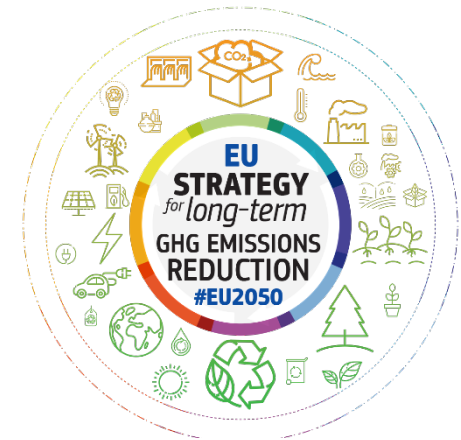 CO₂
EU
STRATEGY
for long-term
GHG EMISSIONS
REDUCTION
#EU2050